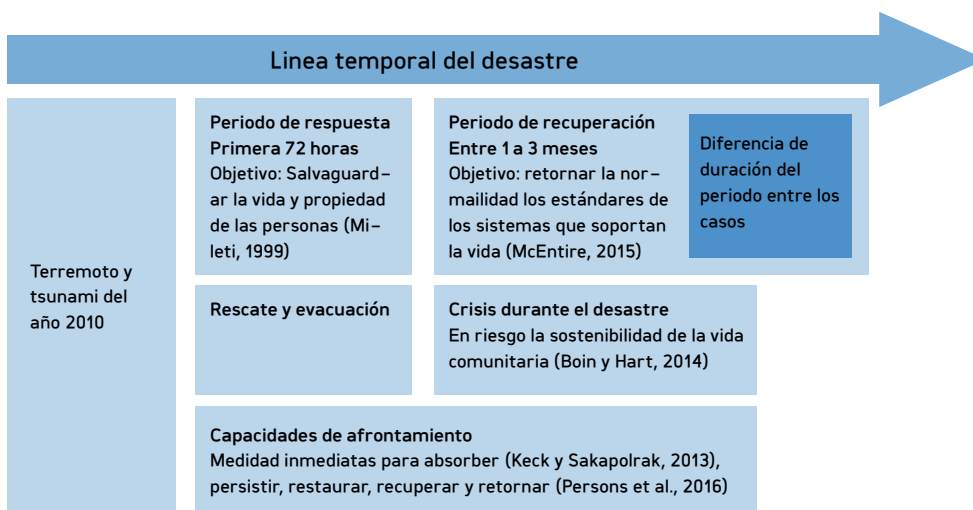 Linea temporal del desastre
Terremoto y
tsunami del
año 2010
Periodo de respuesta
Primera 72 horas
Objetivo: Salvaguard–
ar la vida y propiedad
de las personas (Mi–
leti, 1999)
Periodo de recuperación
Entre 1 a 3 meses
Objetivo: retornar la nor–
mailidad los estándares de
los sistemas que soportan
la vida (McEntire, 2015)
Diferencia de
duración del
periodo entre los
casos
Rescate y evacuación
Crisis durante el desastre
En riesgo la sostenibilidad de la vida
comunitaria (Boin y Hart, 2014)
Capacidades de afrontamiento
Medidad inmediatas para absorber (Keck y Sakapolrak, 2013),
persistir, restaurar, recuperar y retornar (Persons et al., 2016)